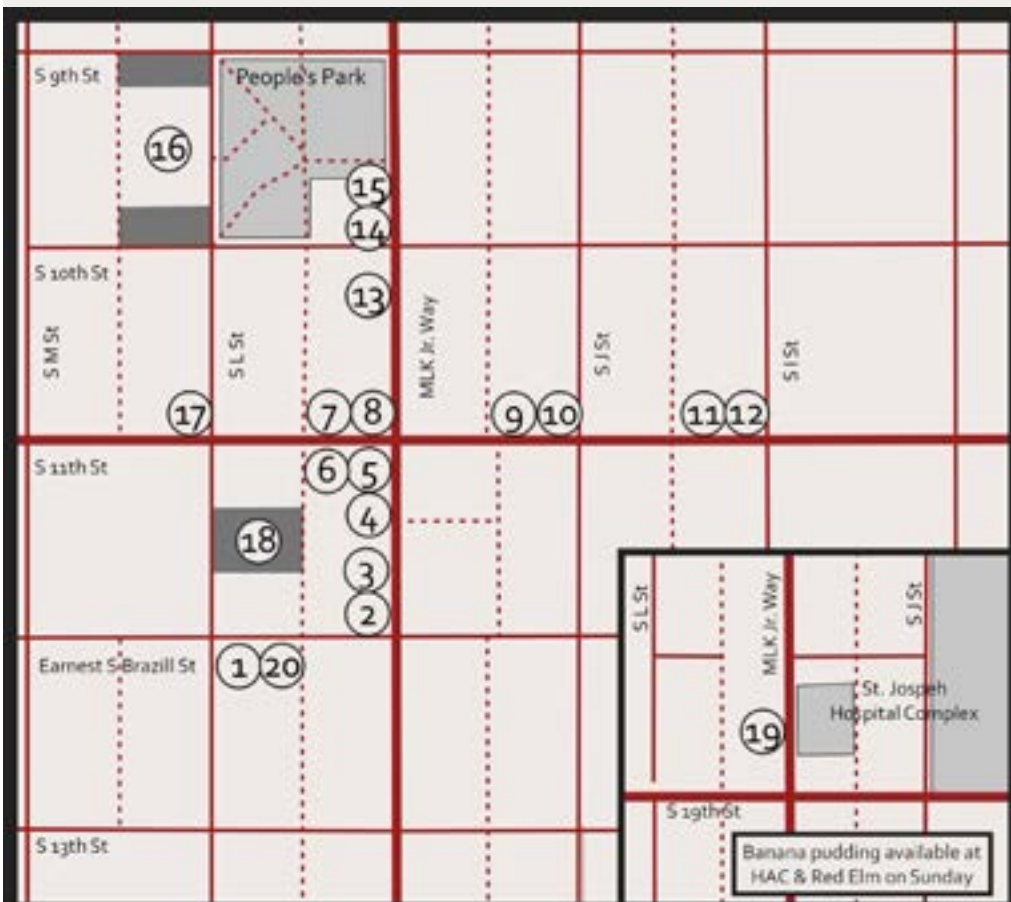 S 9th St
People's Park
16
15
14
S 10th St
13
S M St
S L St
MLK Jr. Way
S J St
S I St
17
7
8
9
10
11
12
S 11th St
6
5
4
18
3
2
Earnest S Brazill St
1
20
S L St
MLK Jr. Way
S J St
St. Jospeh
Hospital Complex
19
S 19th St
S 13th St
Banana pudding available at
HAC & Red Elm on Sunday